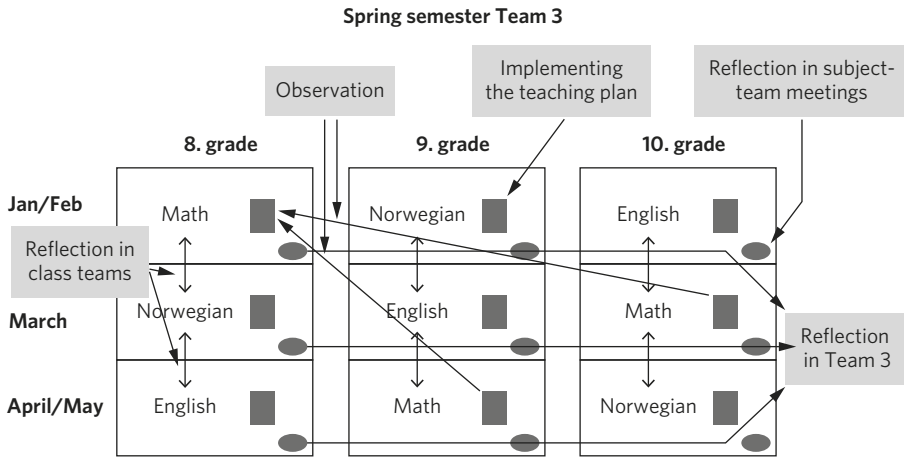 Spring semester Team 3
Observation
Implementing
the teaching plan
Reflection in subject-
team meetings
8. grade
9. grade
10. grade
Jan/Feb
Math
Norwegian
English
Reflection in
class teams
March
Norwegian
English
Math
Reflection
in Team 3
April/May
English
Math
Norwegian